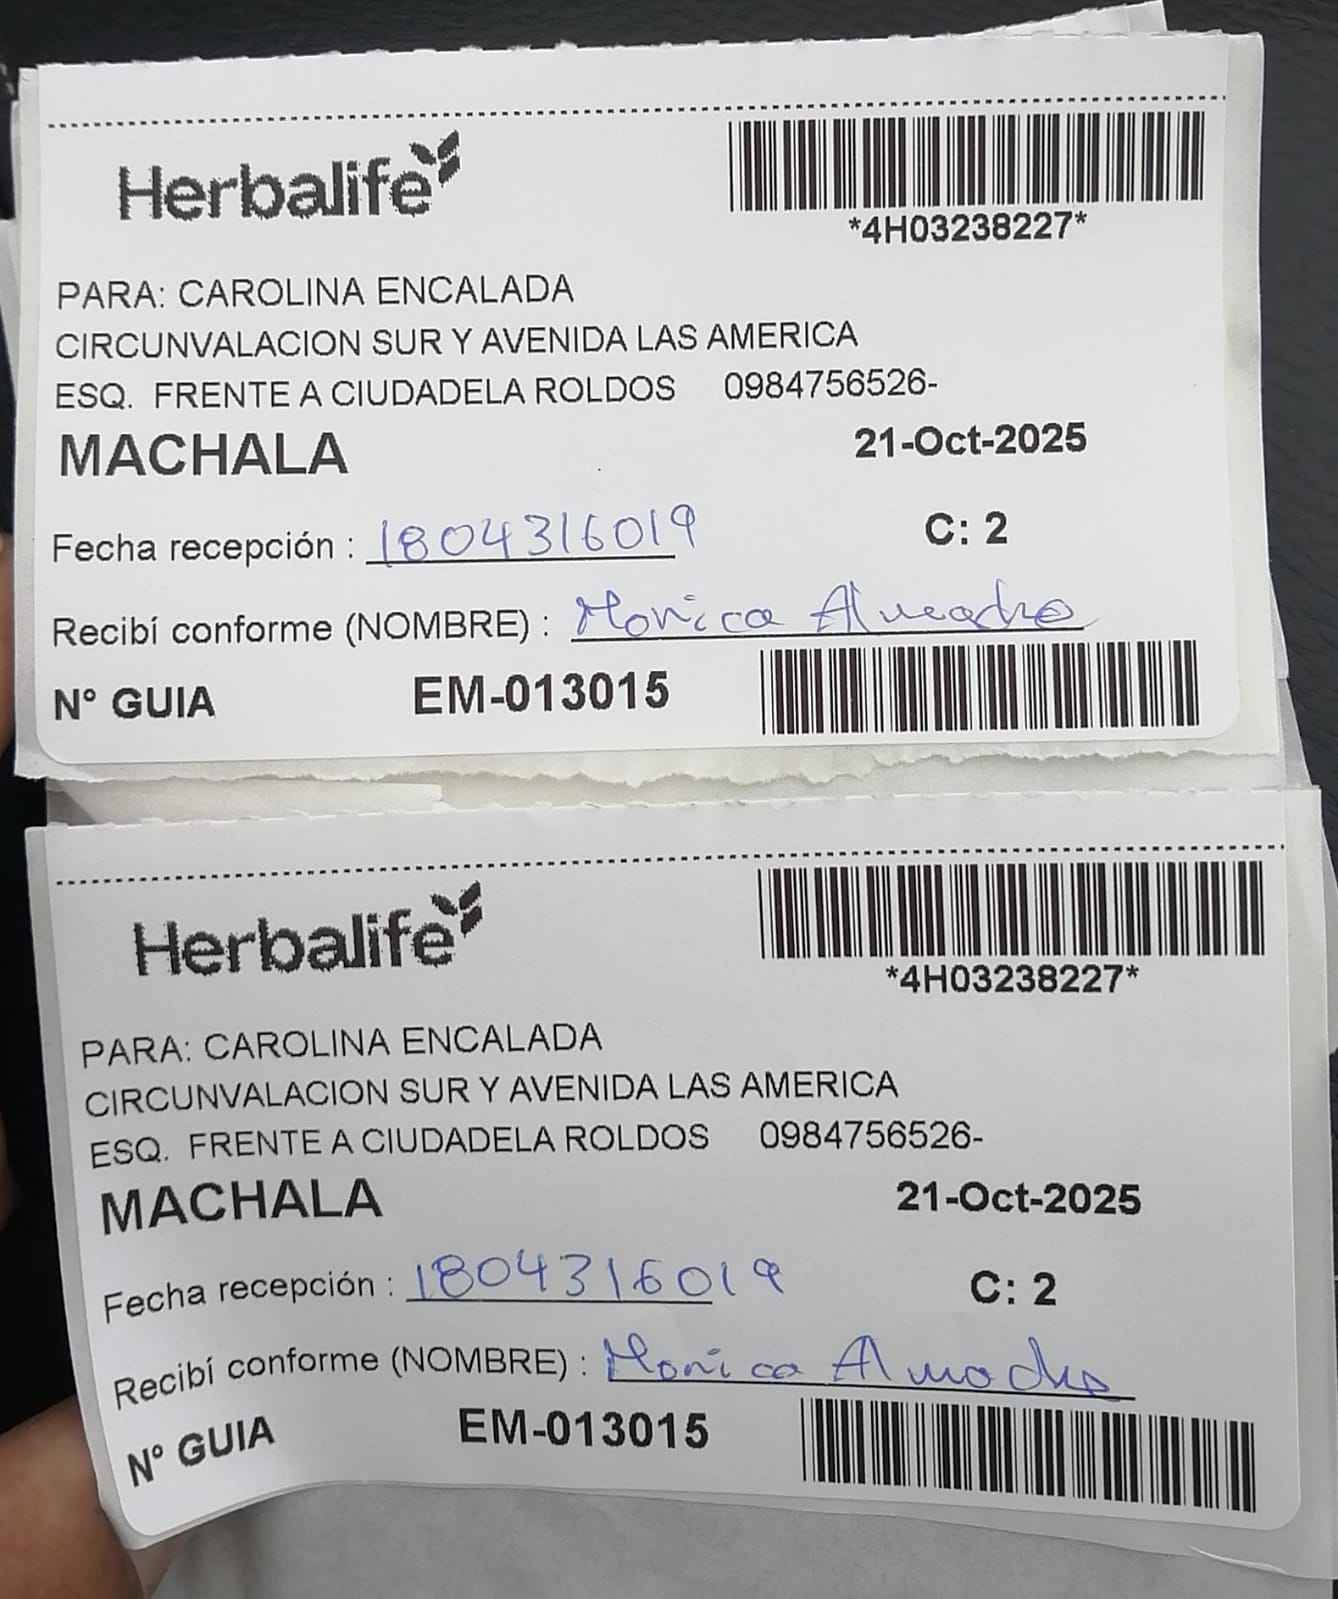 Herbalife
*4H03238227*
PARA: CAROLINA ENCALADA
CIRCUNVALACION SUR Y AVENIDA LAS AMERICA
ESQ. FRENTE A CIUDADELA ROLDOS 0984756526-
MACHALA 21-Oct-2025
Fecha recepción : 1804316019 C: 2
Recibí conforme (NOMBRE) : Monica
N° GUIA EM-013015
Herbalife
*4H03238227*
PARA: CAROLINA ENCALADA
CIRCUNVALACION SUR Y AVENIDA LAS AMERICA
ESQ. FRENTE A CIUDADELA ROLDOS 0984756526-
MACHALA 21-Oct-2025
Fecha recepción : 1804316019 C: 2
Recibí conforme (NOMBRE) : Monica
N° GUIA EM-013015